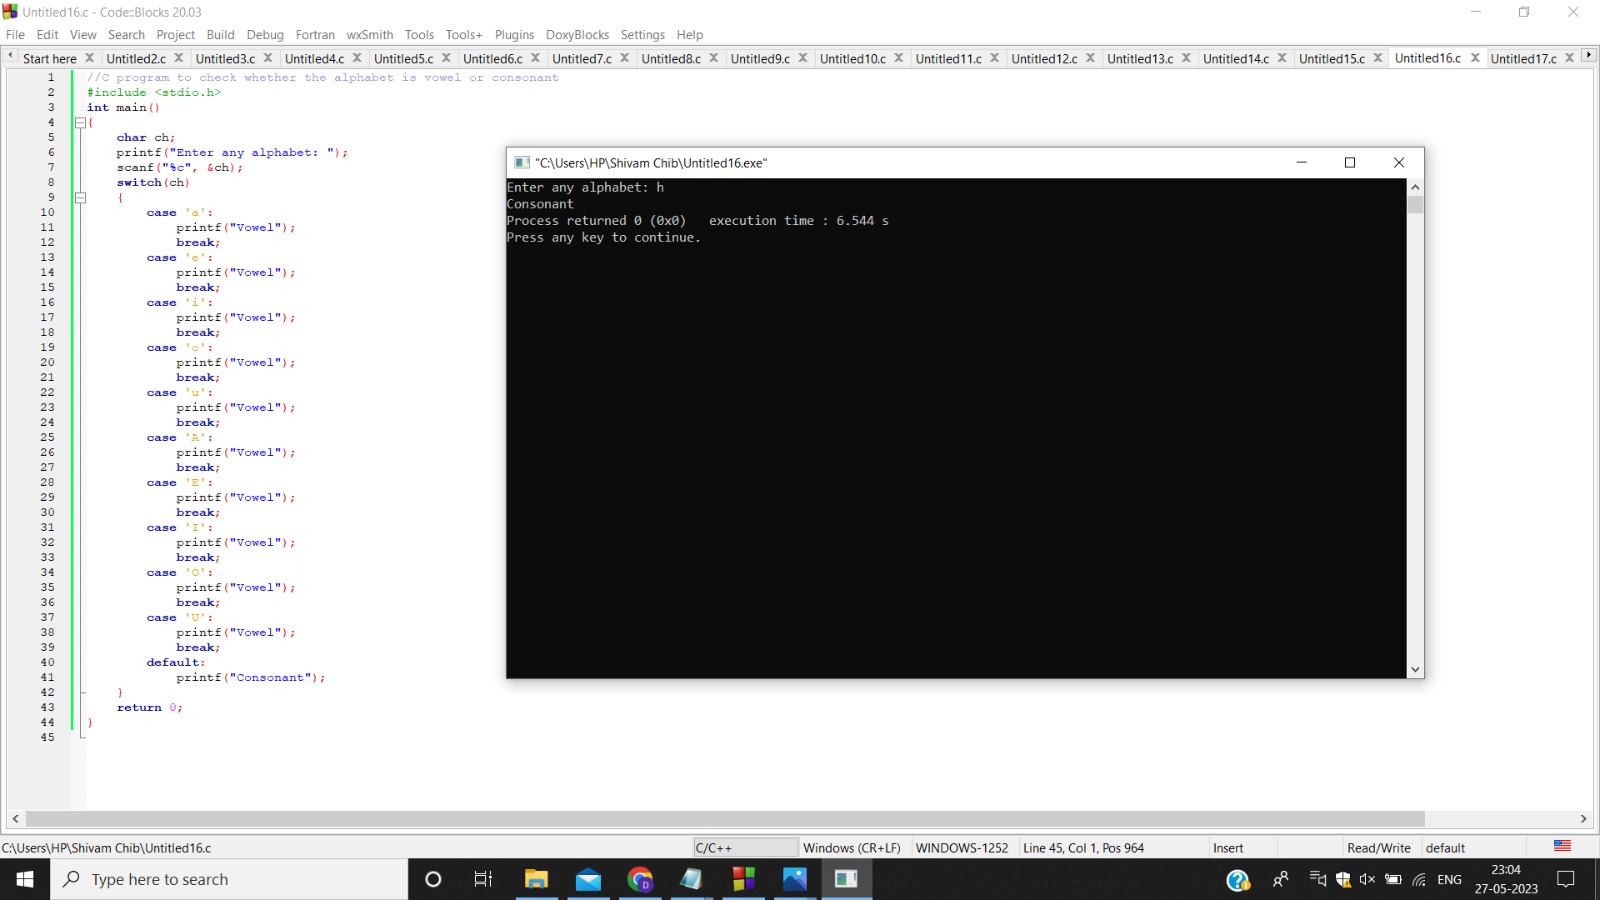 Untitled16.c - Code::Blocks 20.03
File Edit View Search Project Build Debug Fortran wxSmith Tools Tools+ Plugins DoxyBlocks Settings Help
Start here Untitled2.c Untitled3.c Untitled4.c Untitled5.c Untitled6.c Untitled7.c Untitled8.c Untitled9.c Untitled10.c Untitled11.c Untitled12.c Untitled13.c Untitled14.c Untitled15.c Untitled16.c Untitled17.c
1 //C program to check whether the alphabet is vowel or consonant
2 #include <stdio.h>
3 int main()
4 {
5 char ch;
6 printf("Enter any alphabet: ");
7 scanf("%c", &ch);
8 switch(ch)
9 {
10 case 'a':
11 printf("Vowel");
12 break;
13 case 'e':
14 printf("Vowel");
15 break;
16 case 'i':
17 printf("Vowel");
18 break;
19 case 'o':
20 printf("Vowel");
21 break;
22 case 'u':
23 printf("Vowel");
24 break;
25 case 'A':
26 printf("Vowel");
27 break;
28 case 'E':
29 printf("Vowel");
30 break;
31 case 'I':
32 printf("Vowel");
33 break;
34 case 'O':
35 printf("Vowel");
36 break;
37 case 'U':
38 printf("Vowel");
39 break;
40 default:
41 printf("Consonant");
42 }
43 return 0;
44 }
45
"C:\Users\HP\Shivam Chib\Untitled16.exe"
Enter any alphabet: h
Consonant
Process returned 0 (0x0) execution time : 6.544 s
Press any key to continue.
C:\Users\HP\Shivam Chib\Untitled16.c C/C++ Windows (CR+LF) WINDOWS-1252 Line 45, Col 1, Pos 964 Insert Read/Write default
Type here to search
ENG
23:04
27-05-2023